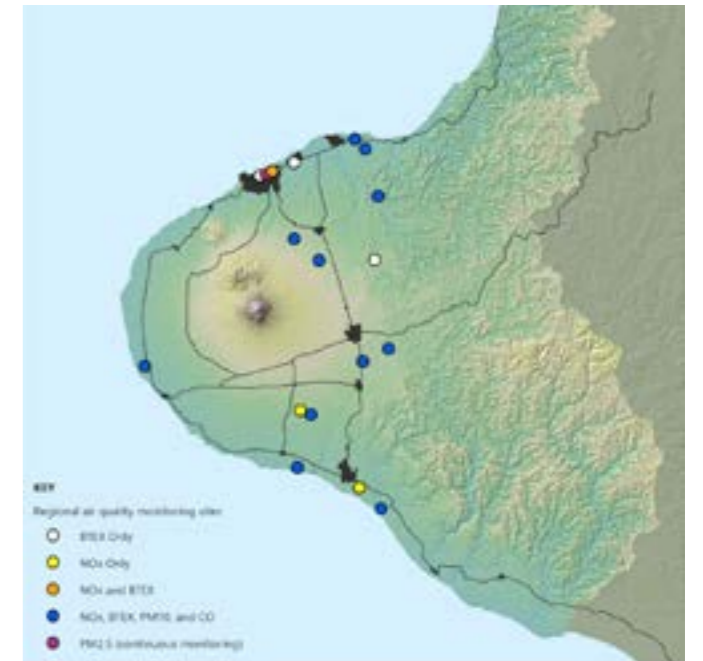 KEY
Regional air quality monitoring sites
BTEX Only
NOx Only
NOx and BTEX
NOx, BTEX, PM10, and CO
PM2.5 (continuous monitoring)